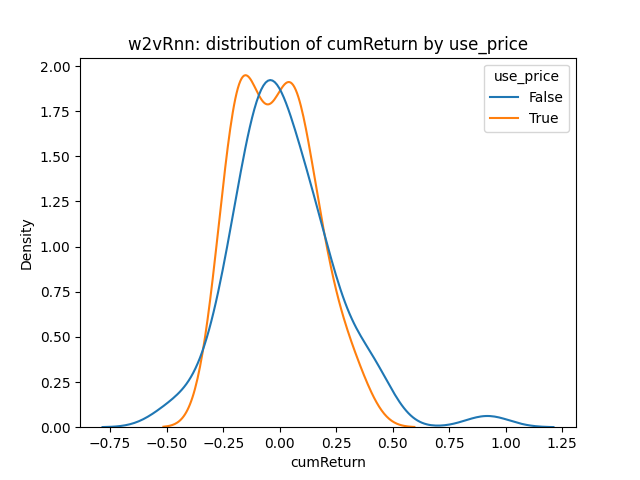 w2vRnn: distribution of cumReturn by use_price
use_price
False
True
Density
2.00
1.75
1.50
1.25
1.00
0.75
0.50
0.25
0.00
−0.75 −0.50 −0.25 0.00 0.25 0.50 0.75 1.00 1.25
cumReturn